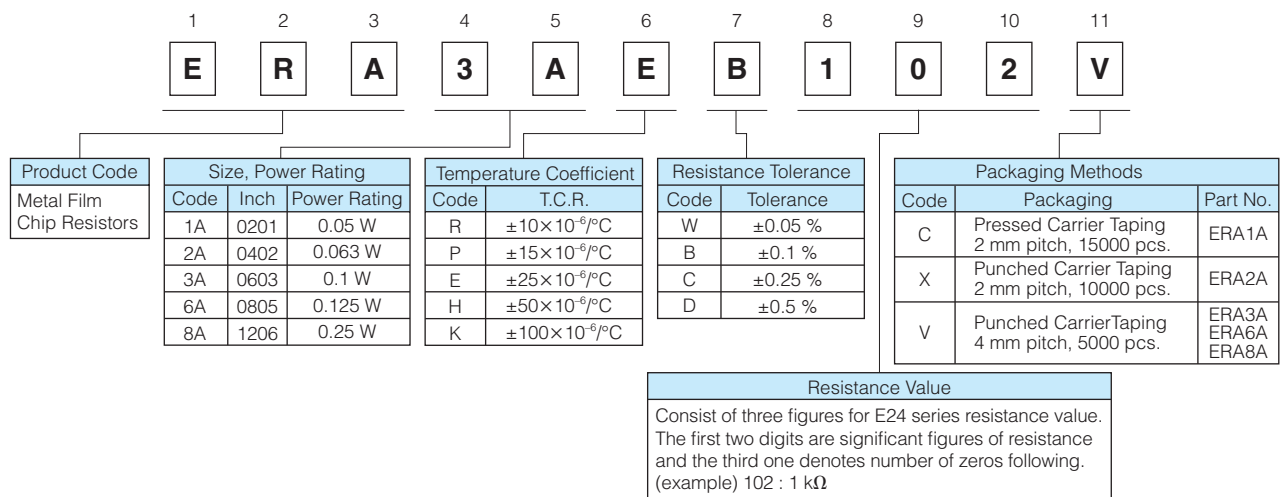 1 2 3 4 5 6 7 8 9 10 11
E R A 3 A E B 1 0 2 V
Product Code
Metal Film
Chip Resistors
Size, Power Rating
Code Inch Power Rating
1A 0201 0.05 W
2A 0402 0.063 W
3A 0603 0.1 W
6A 0805 0.125 W
8A 1206 0.25 W
Temperature Coefficient
Code T.C.R.
R ±10×10⁻⁶/°C
P ±15×10⁻⁶/°C
E ±25×10⁻⁶/°C
H ±50×10⁻⁶/°C
K ±100×10⁻⁶/°C
Resistance Tolerance
Code Tolerance
W ±0.05 %
B ±0.1 %
C ±0.25 %
D ±0.5 %
Packaging Methods
Code Packaging Part No.
C Pressed Carrier Taping
2 mm pitch, 15000 pcs. ERA1A
X Punched Carrier Taping
2 mm pitch, 10000 pcs. ERA2A
V Punched CarrierTaping
4 mm pitch, 5000 pcs. ERA3A
ERA6A
ERA8A
Resistance Value
Consist of three figures for E24 series resistance value.
The first two digits are significant figures of resistance
and the third one denotes number of zeros following.
(example) 102 : 1 kΩ